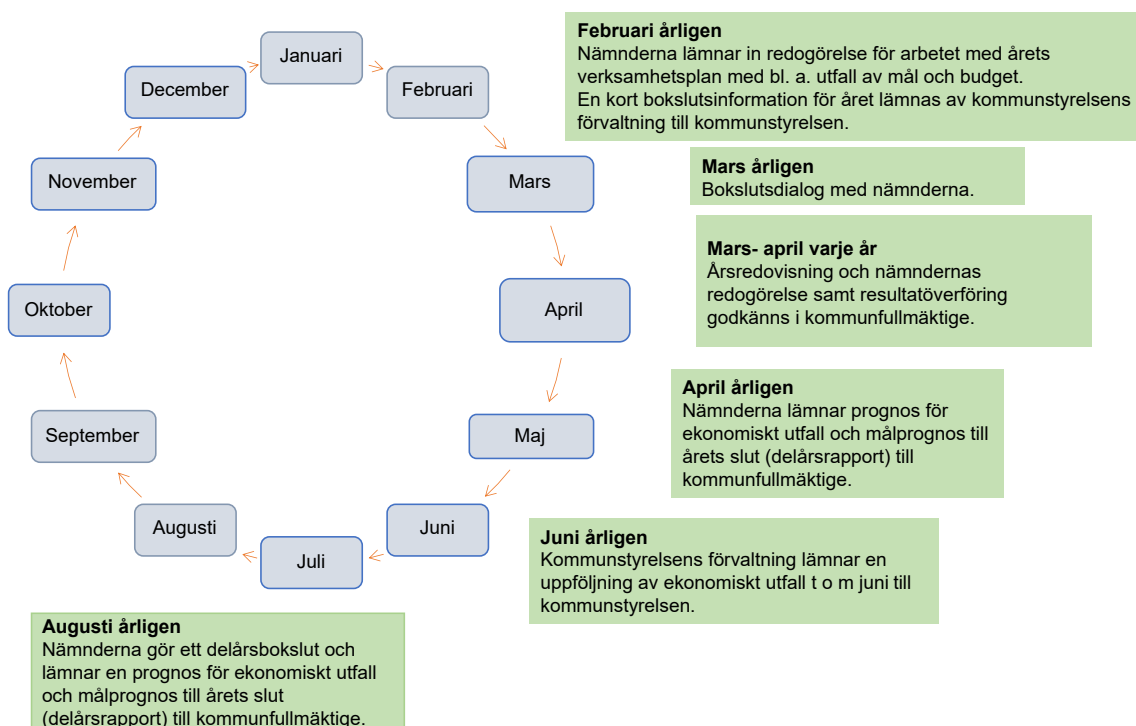 Januari
Februari
Mars
April
Maj
Juni
Juli
Augusti
September
Oktober
November
December
Februari årligen
Nämnderna lämnar in redogörelse för arbetet med årets
verksamhetsplan med bl. a. utfall av mål och budget.
En kort bokslutsinformation för året lämnas av kommunstyrelsens
förvaltning till kommunstyrelsen.
Mars årligen
Bokslutsdialog med nämnderna.
Mars- april varje år
Årsredovisning och nämndernas
redogörelse samt resultatöverföring
godkänns i kommunfullmäktige.
April årligen
Nämnderna lämnar prognos för
ekonomiskt utfall och målprognos till
årets slut (delårsrapport) till
kommunfullmäktige.
Juni årligen
Kommunstyrelsens förvaltning lämnar en
uppföljning av ekonomiskt utfall t o m juni till
kommunstyrelsen.
Augusti årligen
Nämnderna gör ett delårsbokslut och
lämnar en prognos för ekonomiskt utfall
och målprognos till årets slut
(delårsrapport) till kommunfullmäktige.